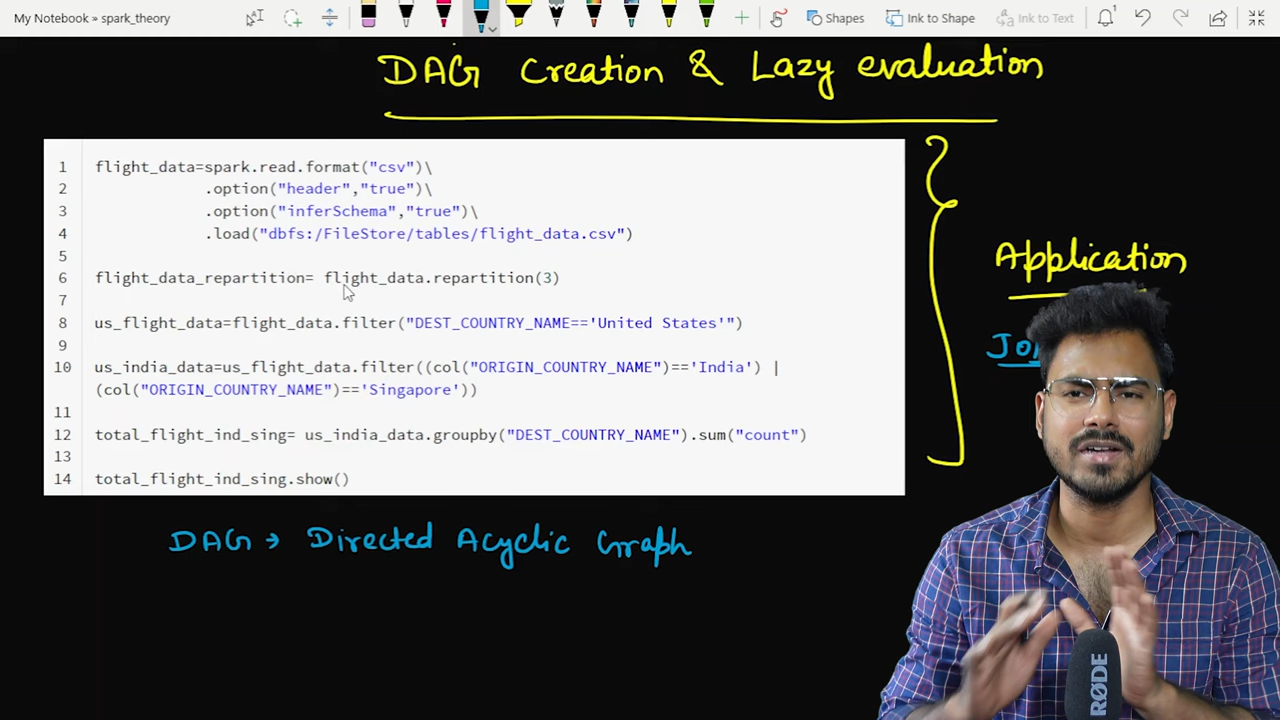 My Notebook » spark_theory
Shapes
Ink to Shape
Ink to Text
DAG Creation & Lazy evaluation
1 flight_data=spark.read.format("csv")\
2 .option("header","true")\
3 .option("inferSchema","true")\
4 .load("dbfs:/FileStore/tables/flight_data.csv")
5
6 flight_data_repartition= flight_data.repartition(3)
7
8 us_flight_data=flight_data.filter("DEST_COUNTRY_NAME=='United States'")
9
10 us_india_data=us_flight_data.filter((col("ORIGIN_COUNTRY_NAME")=='India') |
(col("ORIGIN_COUNTRY_NAME")=='Singapore'))
11
12 total_flight_ind_sing= us_india_data.groupby("DEST_COUNTRY_NAME").sum("count")
13
14 total_flight_ind_sing.show()
Application
DAG → Directed Acyclic Graph
RØDE